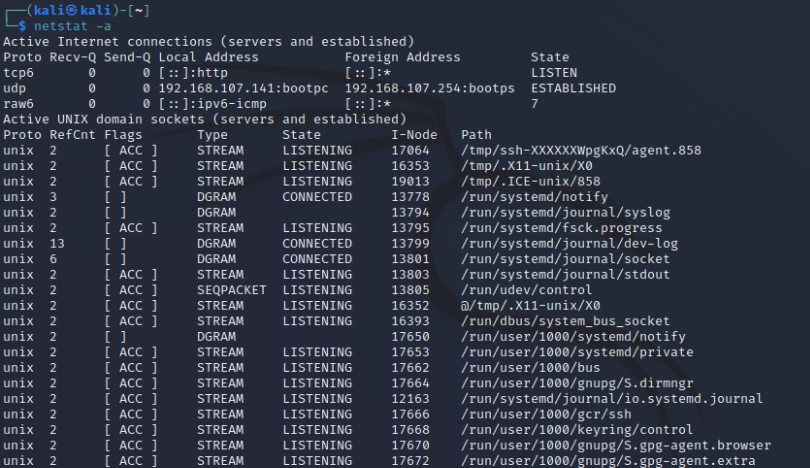 ┌──(kali㉿kali)-[~]
└─$ netstat -a
Active Internet connections (servers and established)
Proto Recv-Q Send-Q Local Address           Foreign Address         State
tcp6       0      0 [::]:http               [::]:*                  LISTEN
udp        0      0 192.168.107.141:bootpc  192.168.107.254:bootps  ESTABLISHED
raw6       0      0 [::]:ipv6-icmp          [::]:*                  7
Active UNIX domain sockets (servers and established)
Proto RefCnt Flags       Type       State         I-Node   Path
unix  2      [ ACC ]     STREAM     LISTENING     17064    /tmp/ssh-XXXXXXWpgKxQ/agent.858
unix  2      [ ACC ]     STREAM     LISTENING     16353    /tmp/.X11-unix/X0
unix  2      [ ACC ]     STREAM     LISTENING     19013    /tmp/.ICE-unix/858
unix  3      [ ]         DGRAM      CONNECTED     13778    /run/systemd/notify
unix  2      [ ]         DGRAM                    13794    /run/systemd/journal/syslog
unix  2      [ ACC ]     STREAM     LISTENING     13795    /run/systemd/fsck.progress
unix  13     [ ]         DGRAM      CONNECTED     13799    /run/systemd/journal/dev-log
unix  6      [ ]         DGRAM      CONNECTED     13801    /run/systemd/journal/socket
unix  2      [ ACC ]     STREAM     LISTENING     13803    /run/systemd/journal/stdout
unix  2      [ ACC ]     SEQPACKET  LISTENING     13805    /run/udev/control
unix  2      [ ACC ]     STREAM     LISTENING     16352    @/tmp/.X11-unix/X0
unix  2      [ ACC ]     STREAM     LISTENING     16393    /run/dbus/system_bus_socket
unix  2      [ ]         DGRAM                    17650    /run/user/1000/systemd/notify
unix  2      [ ACC ]     STREAM     LISTENING     17653    /run/user/1000/systemd/private
unix  2      [ ACC ]     STREAM     LISTENING     17662    /run/user/1000/bus
unix  2      [ ACC ]     STREAM     LISTENING     17664    /run/user/1000/gnupg/S.dirmngr
unix  2      [ ACC ]     STREAM     LISTENING     12163    /run/systemd/journal/io.systemd.journal
unix  2      [ ACC ]     STREAM     LISTENING     17666    /run/user/1000/gcr/ssh
unix  2      [ ACC ]     STREAM     LISTENING     17668    /run/user/1000/keyring/control
unix  2      [ ACC ]     STREAM     LISTENING     17670    /run/user/1000/gnupg/S.gpg-agent.browser
unix  2      [ ACC ]     STREAM     LISTENING     17672    /run/user/1000/gnupg/S.gpg-agent.extra